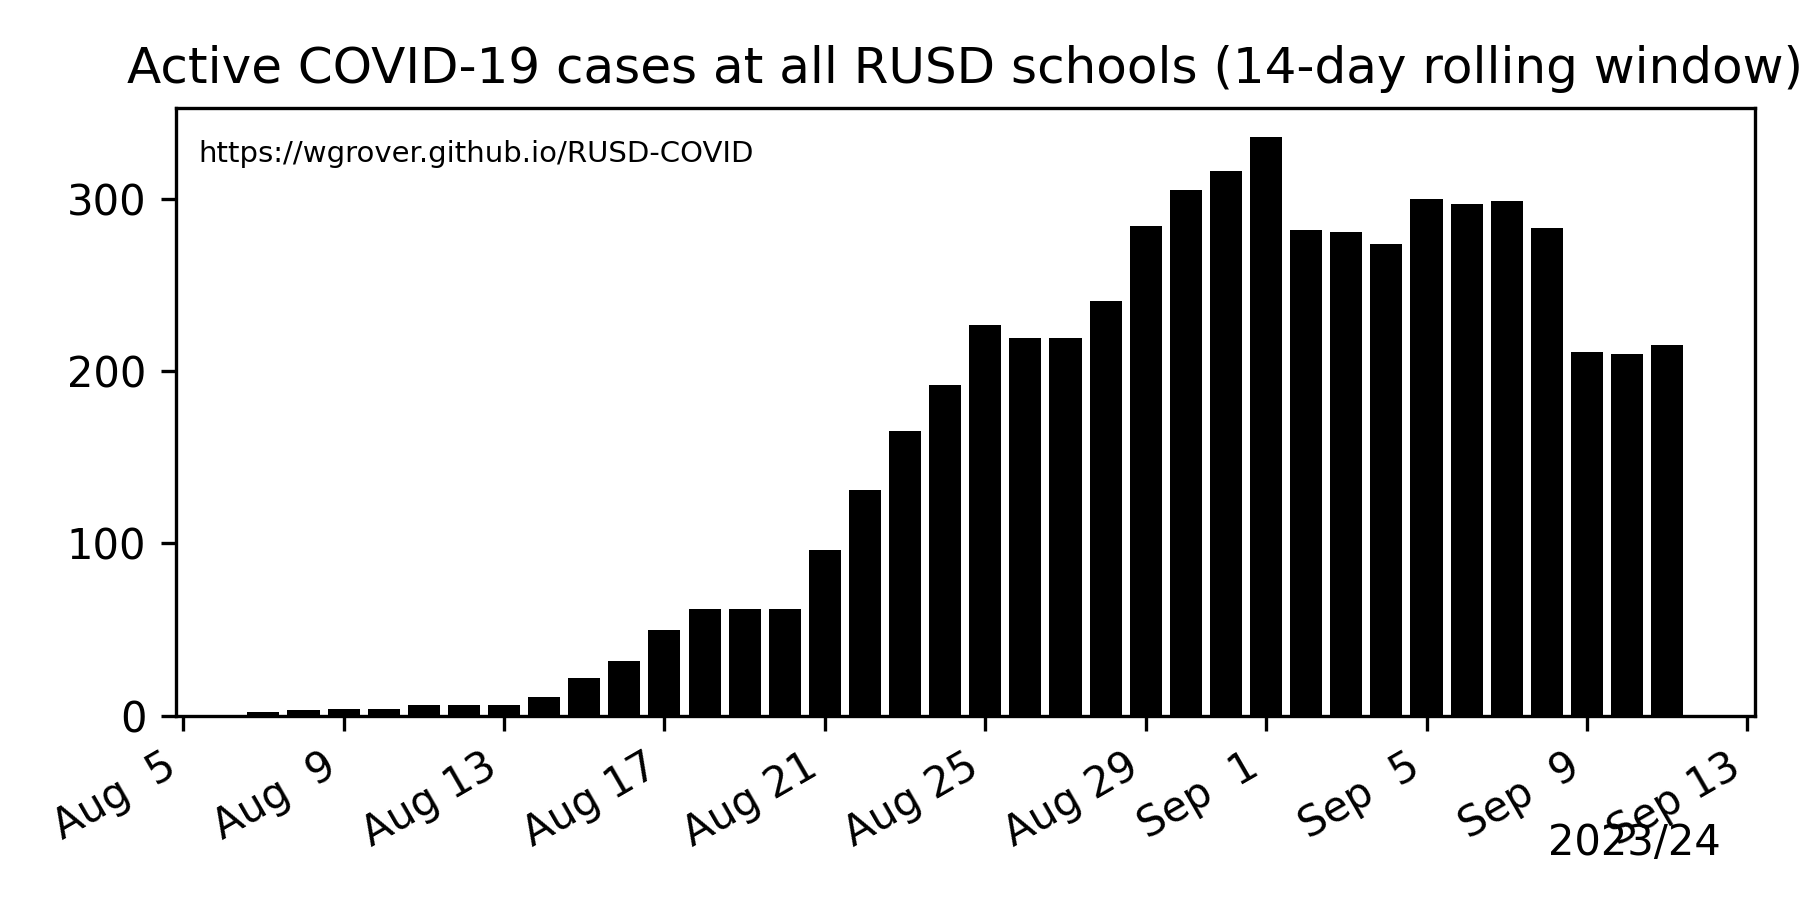 Active COVID-19 cases at all RUSD schools (14-day rolling window)
https://wgrover.github.io/RUSD-COVID
300
200
100
0
Aug 5
Aug 9
Aug 13
Aug 17
Aug 21
Aug 25
Aug 29
Sep 1
Sep 5
Sep 9
Sep 13
2023/24